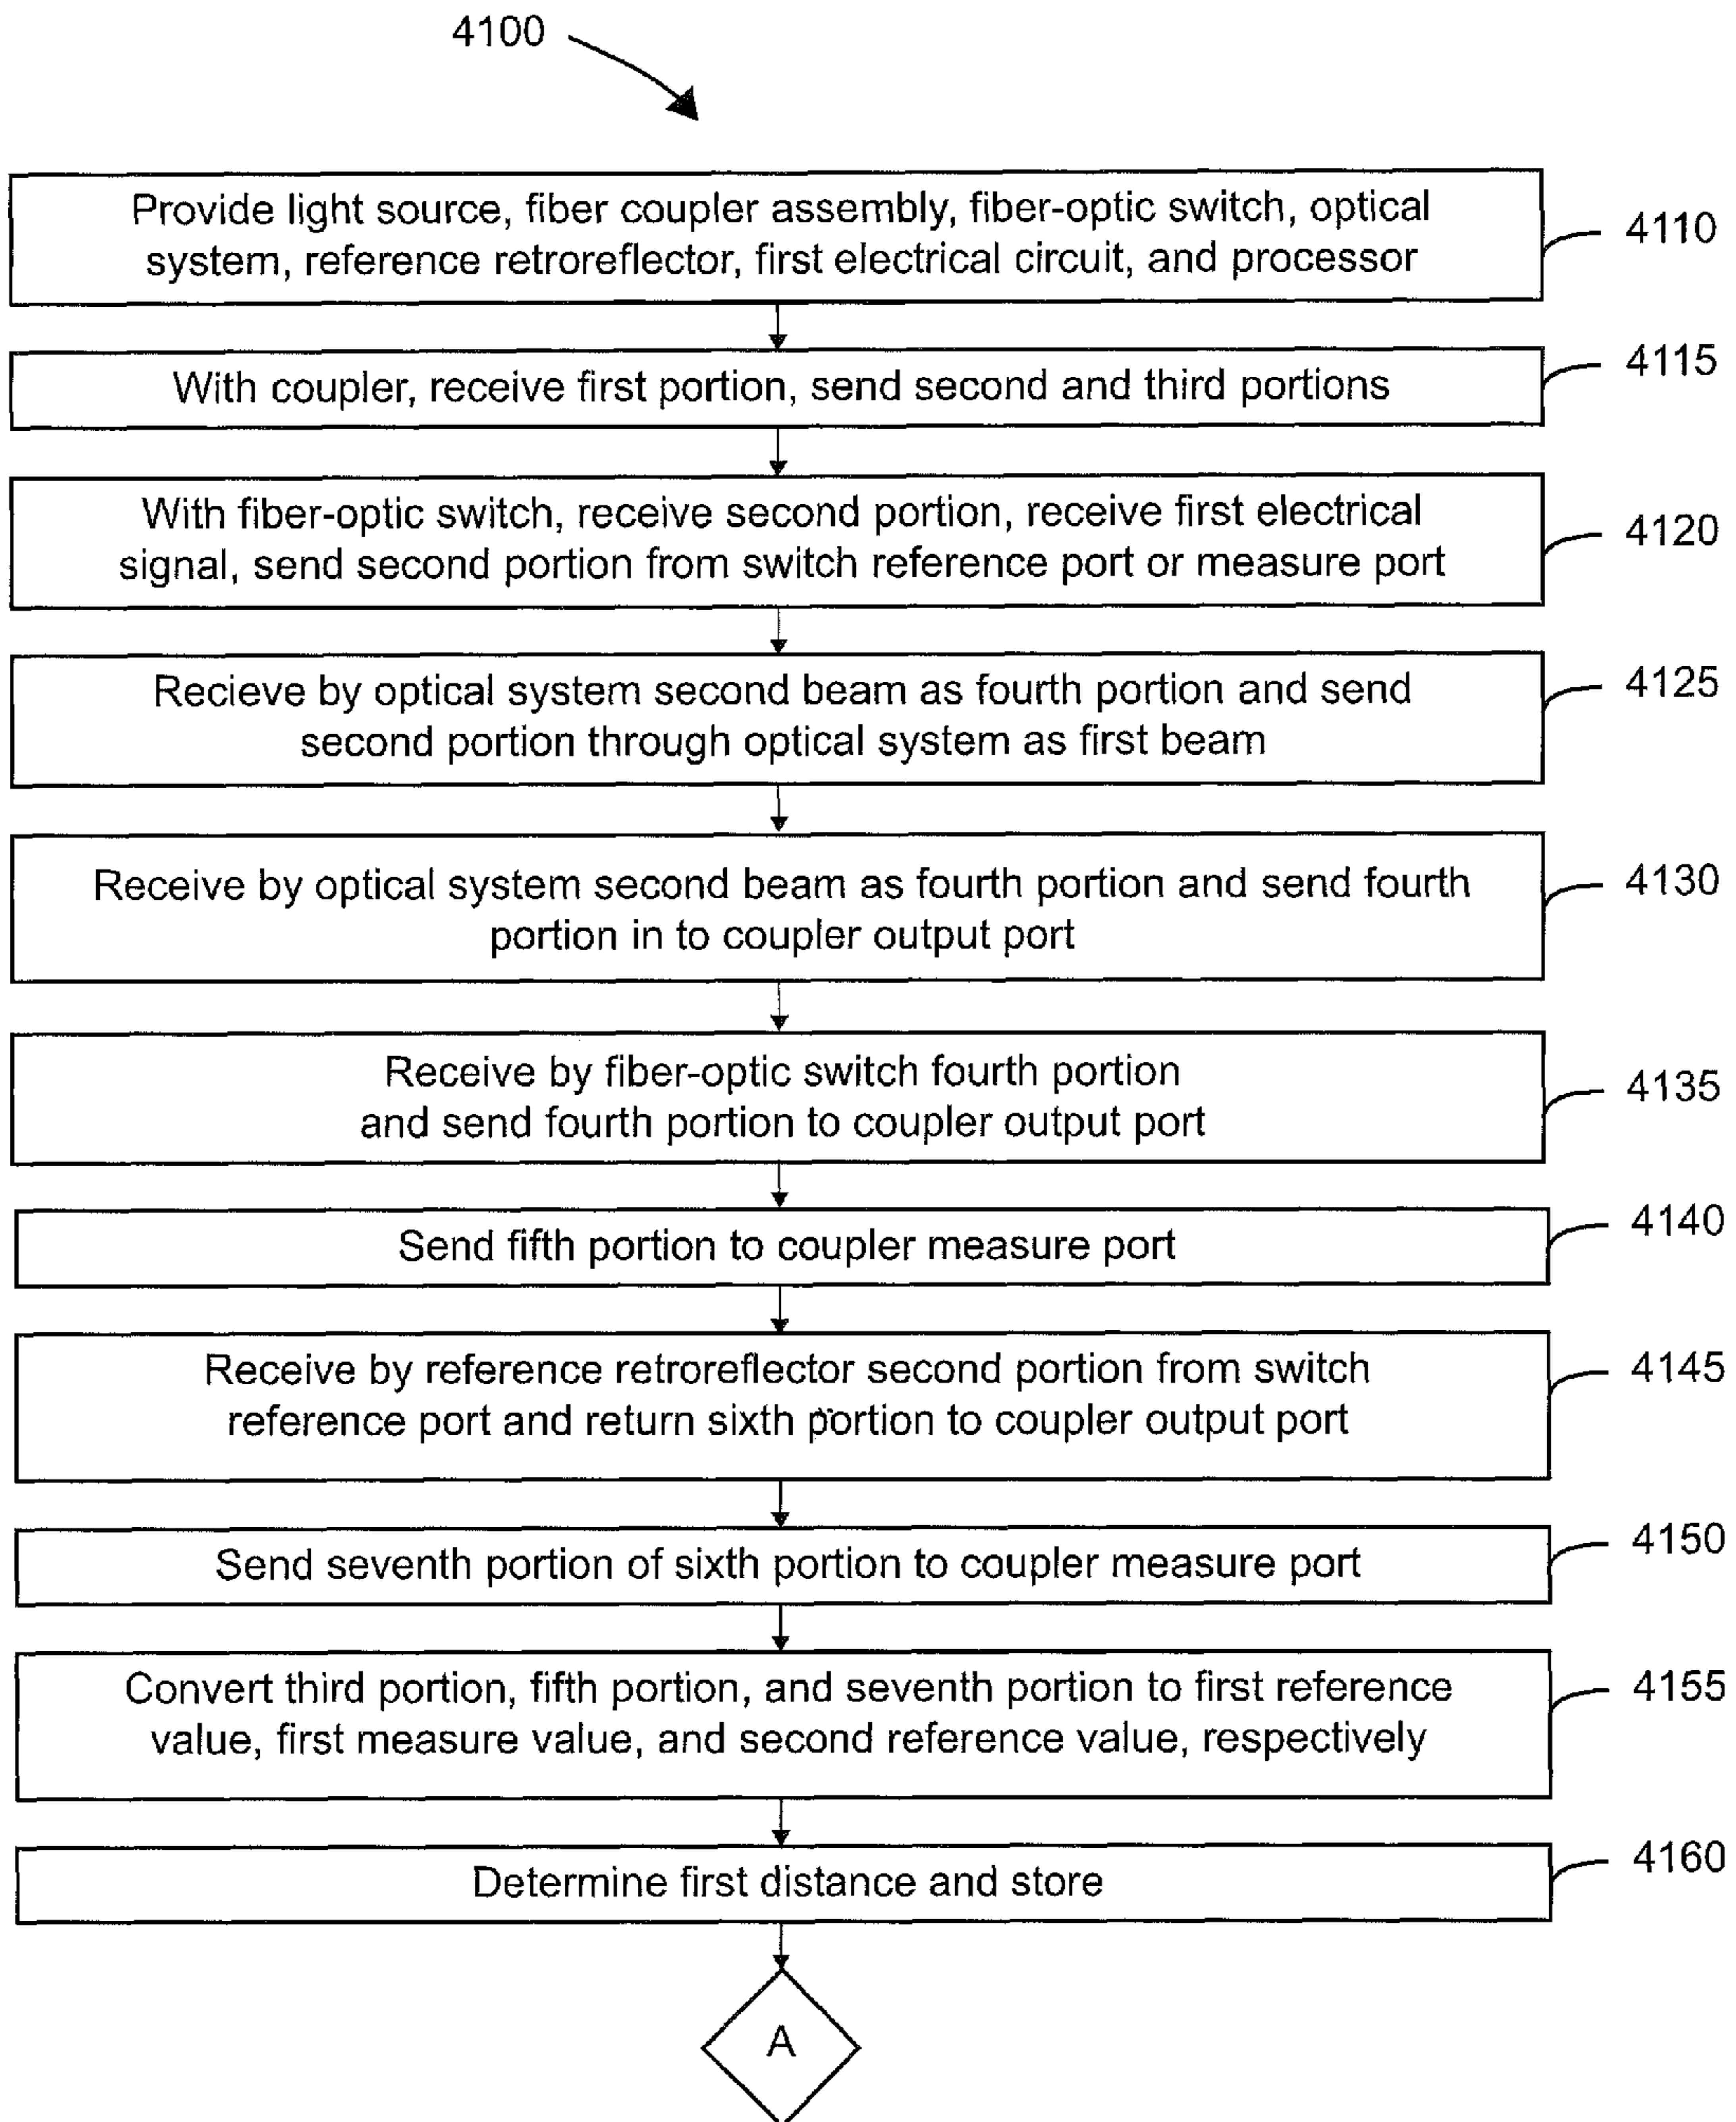 4100
Provide light source, fiber coupler assembly, fiber-optic switch, optical
system, reference retroreflector, first electrical circuit, and processor
4110
With coupler, receive first portion, send second and third portions
4115
With fiber-optic switch, receive second portion, receive first electrical
signal, send second portion from switch reference port or measure port
4120
Recieve by optical system second beam as fourth portion and send
second portion through optical system as first beam
4125
Receive by optical system second beam as fourth portion and send fourth
portion in to coupler output port
4130
Receive by fiber-optic switch fourth portion
and send fourth portion to coupler output port
4135
Send fifth portion to coupler measure port
4140
Receive by reference retroreflector second portion from switch
reference port and return sixth portion to coupler output port
4145
Send seventh portion of sixth portion to coupler measure port
4150
Convert third portion, fifth portion, and seventh portion to first reference
value, first measure value, and second reference value, respectively
4155
Determine first distance and store
4160
A